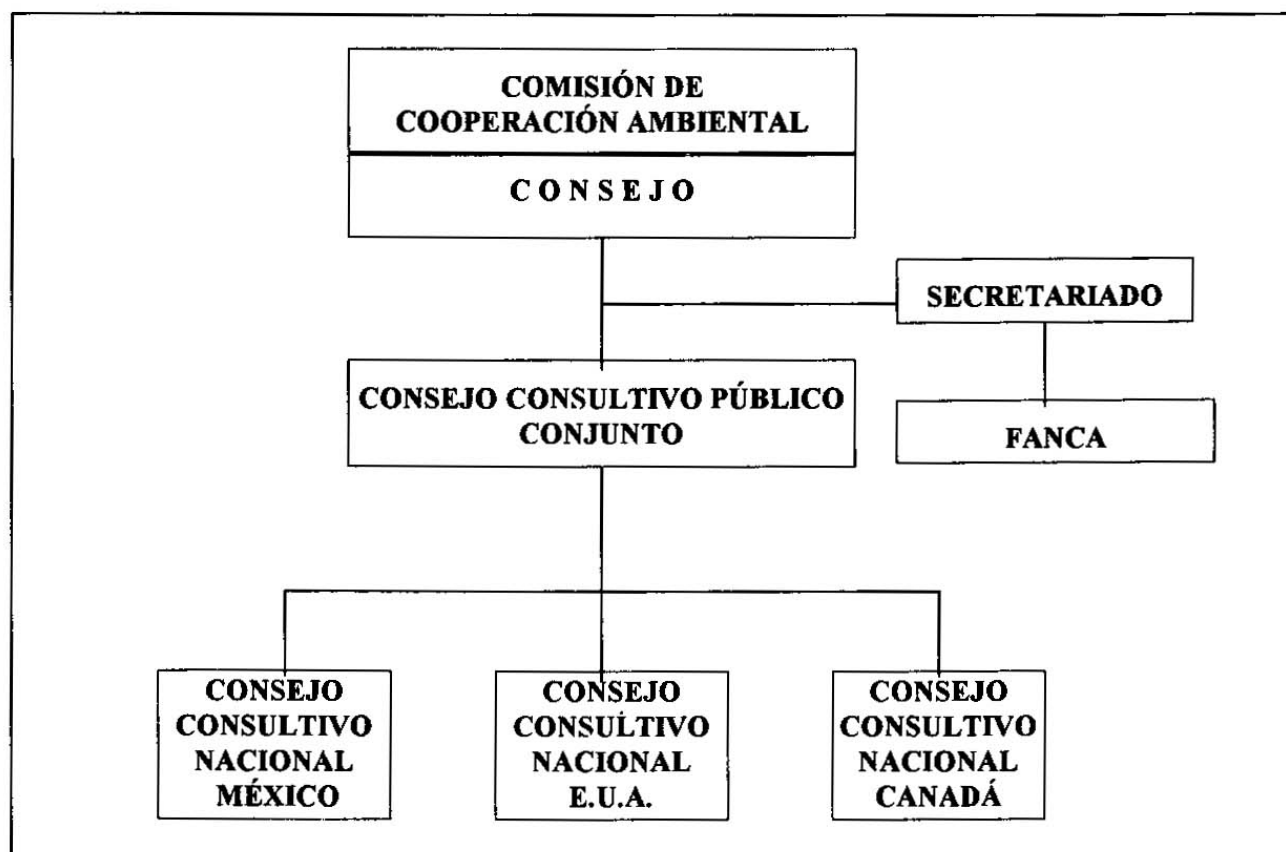 COMISIÓN DE
COOPERACIÓN AMBIENTAL
C O N S E J O
SECRETARIADO
CONSEJO CONSULTIVO PÚBLICO
CONJUNTO
FANCA
CONSEJO
CONSULTIVO
NACIONAL
MÉXICO
CONSEJO
CONSULTIVO
NACIONAL
E.U.A.
CONSEJO
CONSULTIVO
NACIONAL
CANADÁ